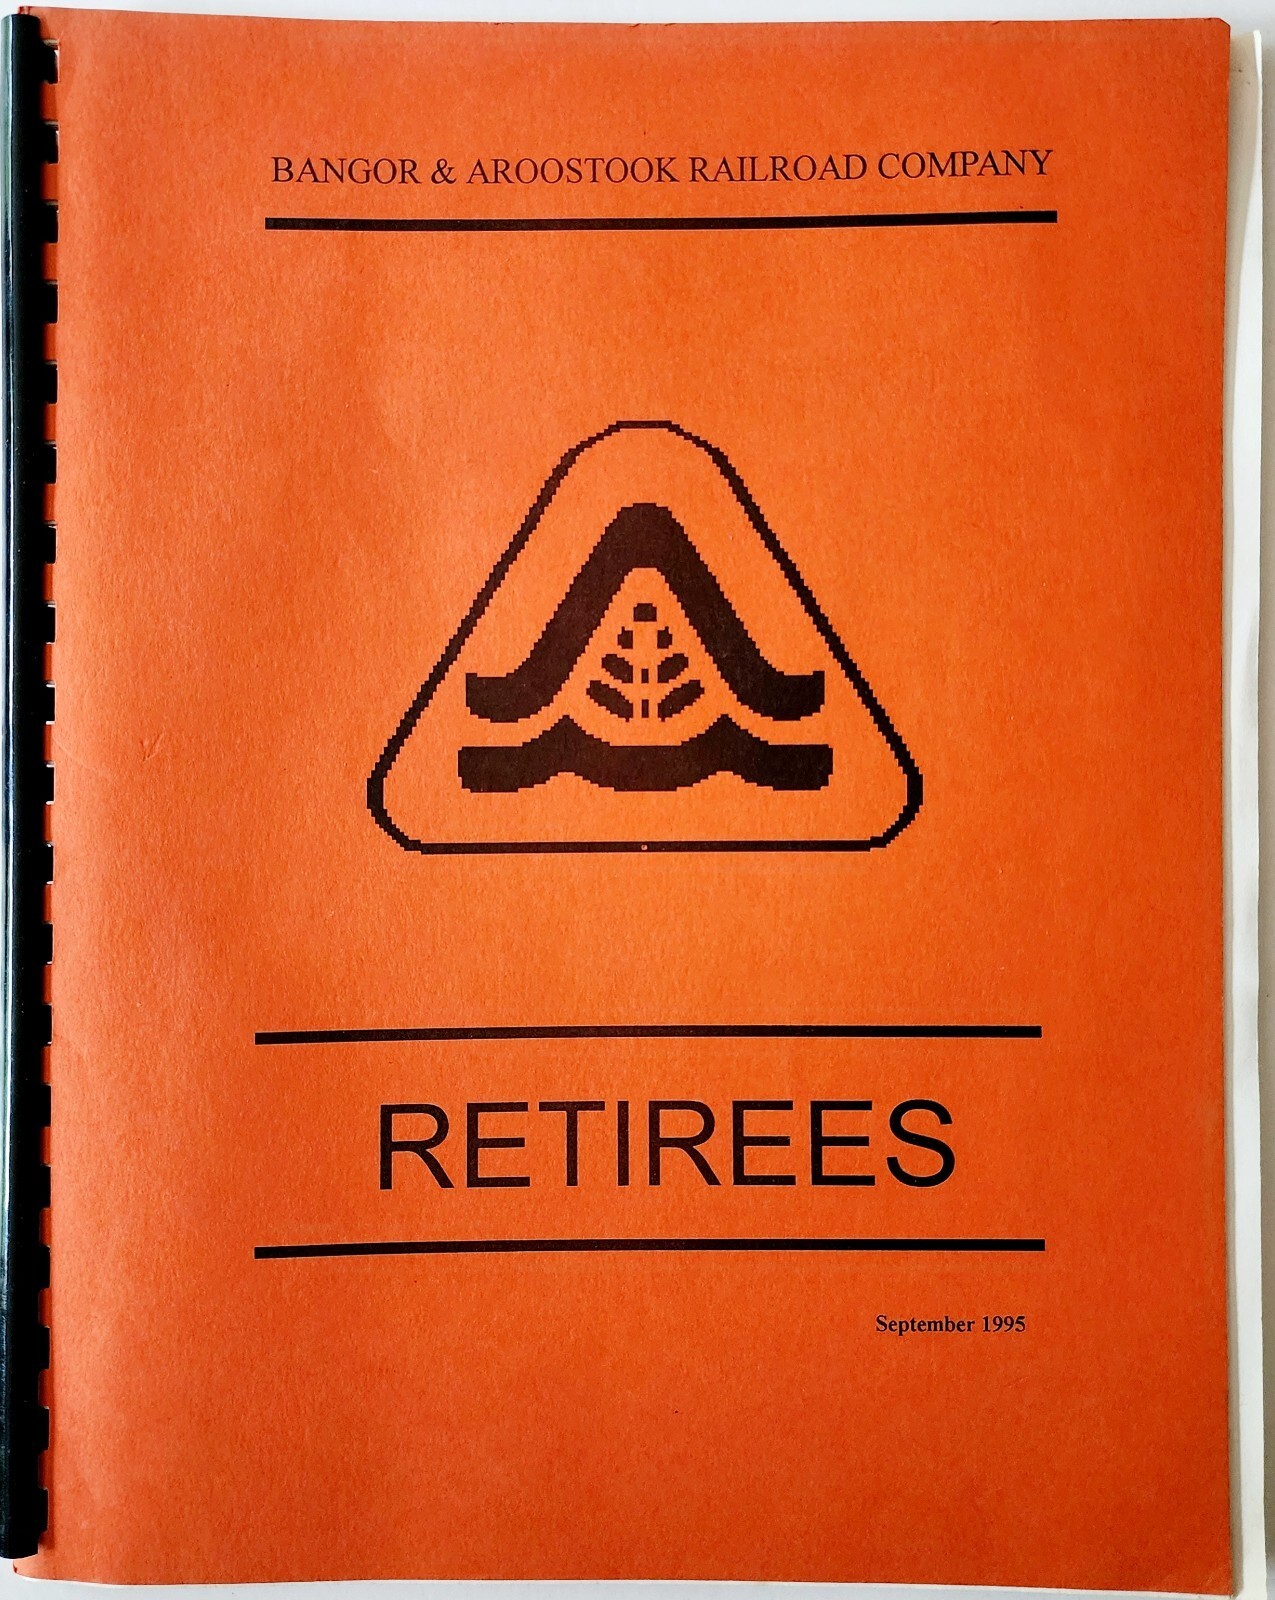 BANGOR & AROOSTOOK RAILROAD COMPANY
RETIREES
September 1995